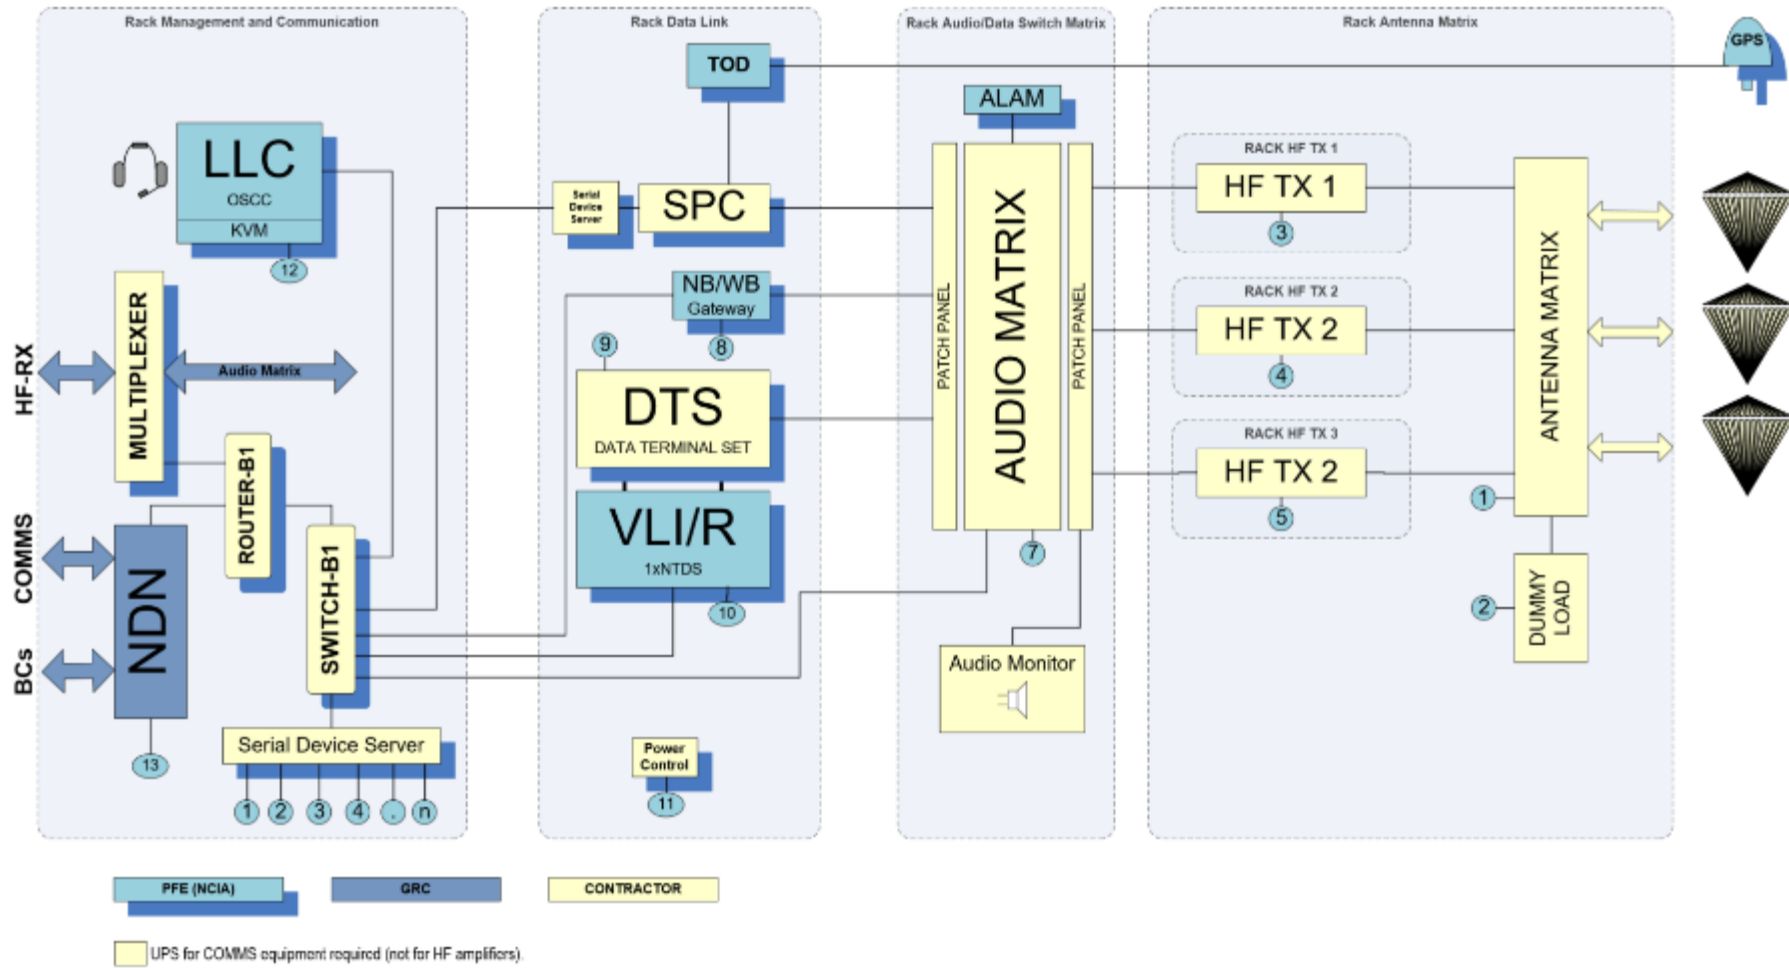 Rack Management and Communication
Rack Data Link
Rack Audio/Data Switch Matrix
Rack Antenna Matrix
GPS
TOD
ALAM
LLC
OSCC
KVM
12
Serial
Device
Server
SPC
NB/WB
Gateway
8
9
DTS
DATA TERMINAL SET
VLI/R
1xNTDS
10
PATCH PANEL
AUDIO MATRIX
PATCH PANEL
7
RACK HF TX 1
HF TX 1
3
RACK HF TX 2
HF TX 2
4
RACK HF TX 3
HF TX 2
5
ANTENNA MATRIX
1
DUMMY
LOAD
2
HF-RX
MULTIPLEXER
Audio Matrix
ROUTER-B1
COMMS
NDN
SWITCH-B1
BCs
13
Serial Device Server
1
2
3
4
.
n
Power
Control
11
Audio Monitor
PFE (NCIA)
GRC
CONTRACTOR
UPS for COMMS equipment required (not for HF amplifiers).